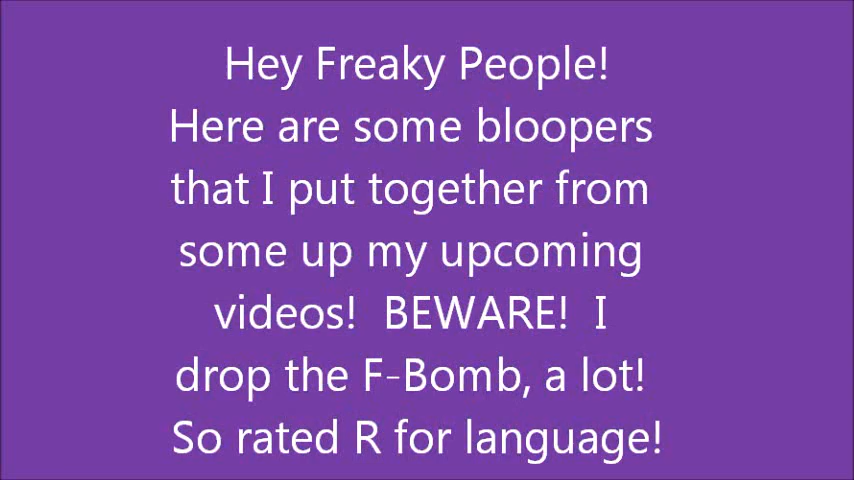 Hey Freaky People!
Here are some bloopers
that I put together from
some up my upcoming
videos!  BEWARE!  I
drop the F-Bomb, a lot!
So rated R for language!